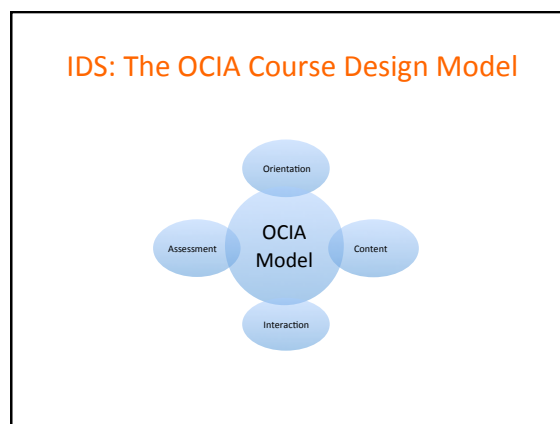 IDS: The OCIA Course Design Model
Orientation
Assessment
OCIA
Model
Content
Interaction